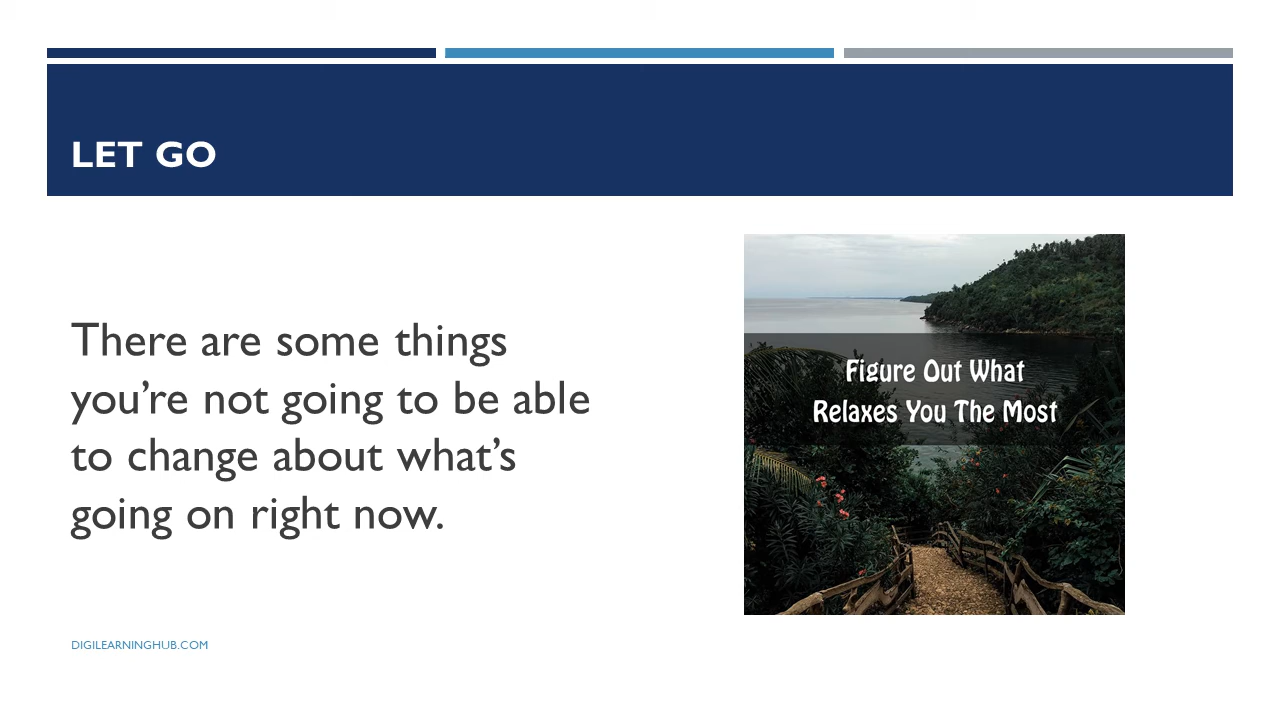 LET GO
There are some things
you’re not going to be able
to change about what’s
going on right now.
Figure Out What
Relaxes You The Most
DIGILEARNINGHUB.COM